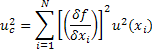 u_c^2 = \sum_{i=1}^{N} \left[ \left( \frac{\delta f}{\delta x_i} \right) \right]^2 u^2(x_i)